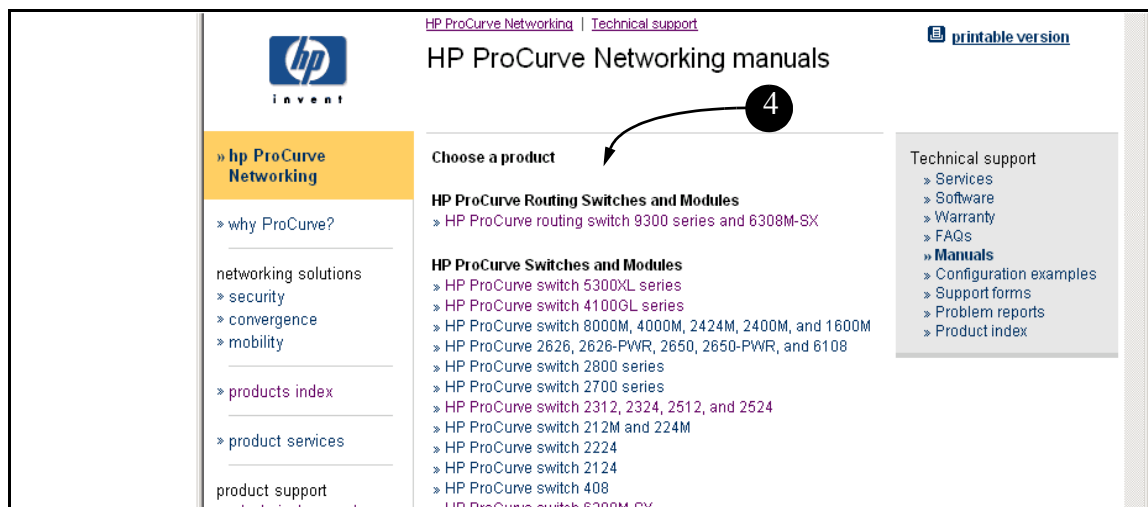 HP ProCurve Networking | Technical support
printable version
hp
invent
HP ProCurve Networking manuals
4
» hp ProCurve
Networking
» why ProCurve?
networking solutions
» security
» convergence
» mobility
» products index
» product services
product support
Choose a product
HP ProCurve Routing Switches and Modules
» HP ProCurve routing switch 9300 series and 6308M-SX
HP ProCurve Switches and Modules
» HP ProCurve switch 5300XL series
» HP ProCurve switch 4100GL series
» HP ProCurve switch 8000M, 4000M, 2424M, 2400M, and 1600M
» HP ProCurve 2626, 2626-PWR, 2650, 2650-PWR, and 6108
» HP ProCurve switch 2800 series
» HP ProCurve switch 2700 series
» HP ProCurve switch 2312, 2324, 2512, and 2524
» HP ProCurve switch 212M and 224M
» HP ProCurve switch 2224
» HP ProCurve switch 2124
» HP ProCurve switch 408
Technical support
» Services
» Software
» Warranty
» FAQs
» Manuals
» Configuration examples
» Support forms
» Problem reports
» Product index